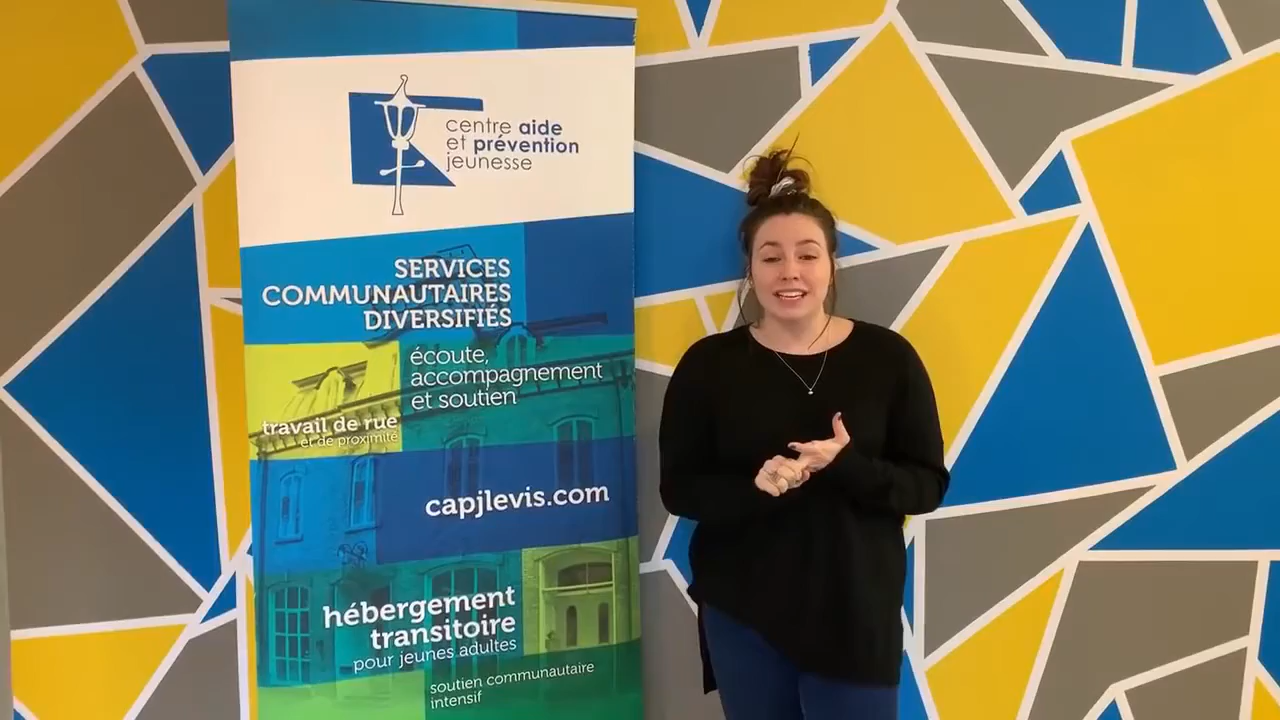 centre aide
et prévention
jeunesse
SERVICES
COMMUNAUTAIRES
DIVERSIFIÉS
écoute,
accompagnement
et soutien
travail de rue
et de proximité
capjlevis.com
hébergement
transitoire
pour jeunes adultes
soutien communautaire
intensif